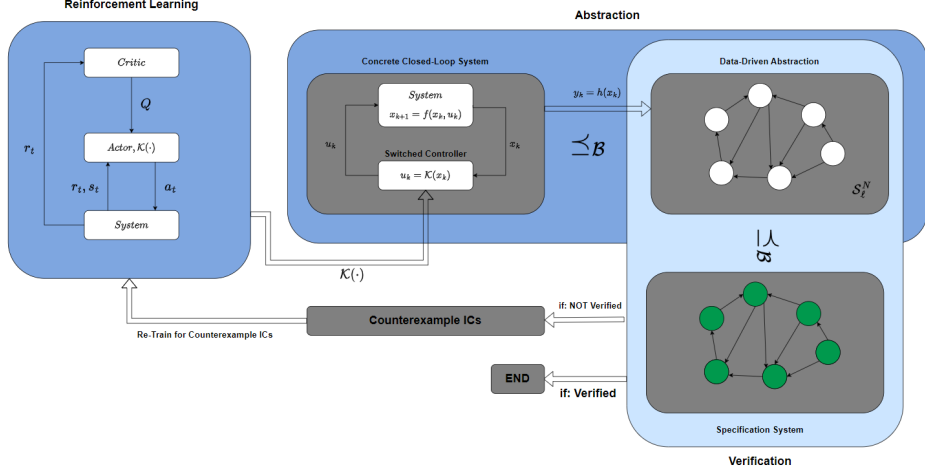 Reinforcement Learning
Critic
Q
Actor, 𝒦(·)
r_t
r_t, s_t
a_t
System
𝒦(·)
Abstraction
Concrete Closed-Loop System
System
x_{k+1} = f(x_k, u_k)
u_k
x_k
Switched Controller
u_k = 𝒦(x_k)
y_k = h(x_k)
⪯_ℬ
Data-Driven Abstraction
𝒮_ℓ^N
⪯_ℬ
Specification System
Verification
if: NOT Verified
Counterexample ICs
Re-Train for Counterexample ICs
if: Verified
END